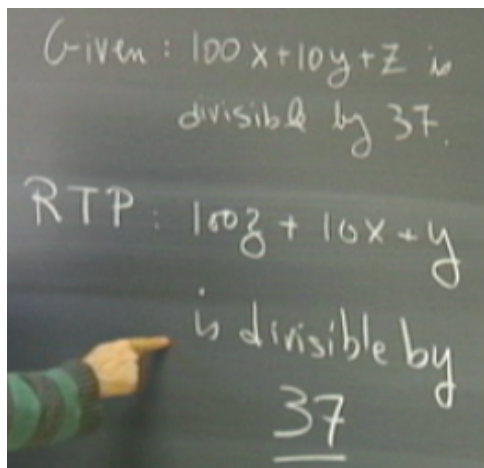 Given : 100x+10y+z is
divisible by 37.
RTP : 100z + 10x + y
is divisible by
37